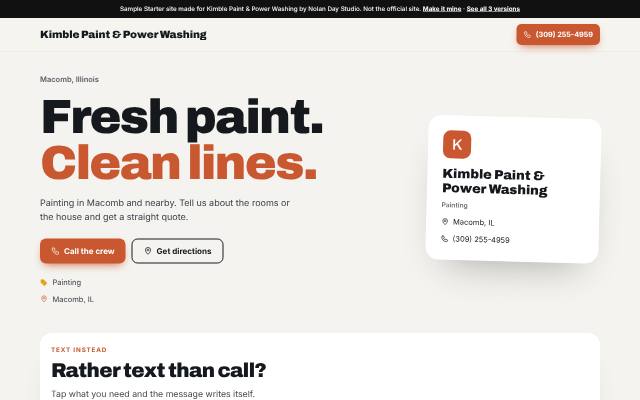 Sample Starter site made for Kimble Paint & Power Washing by Nolan Day Studio. Not the official site. Make it mine · See all 3 versions
Kimble Paint & Power Washing
(309) 255-4959
Macomb, Illinois
Fresh paint.
Clean lines.
Painting in Macomb and nearby. Tell us about the rooms or
the house and get a straight quote.
Call the crew
Get directions
Painting
Macomb, IL
K
Kimble Paint &
Power Washing
Painting
Macomb, IL
(309) 255-4959
TEXT INSTEAD
Rather text than call?
Tap what you need and the message writes itself.